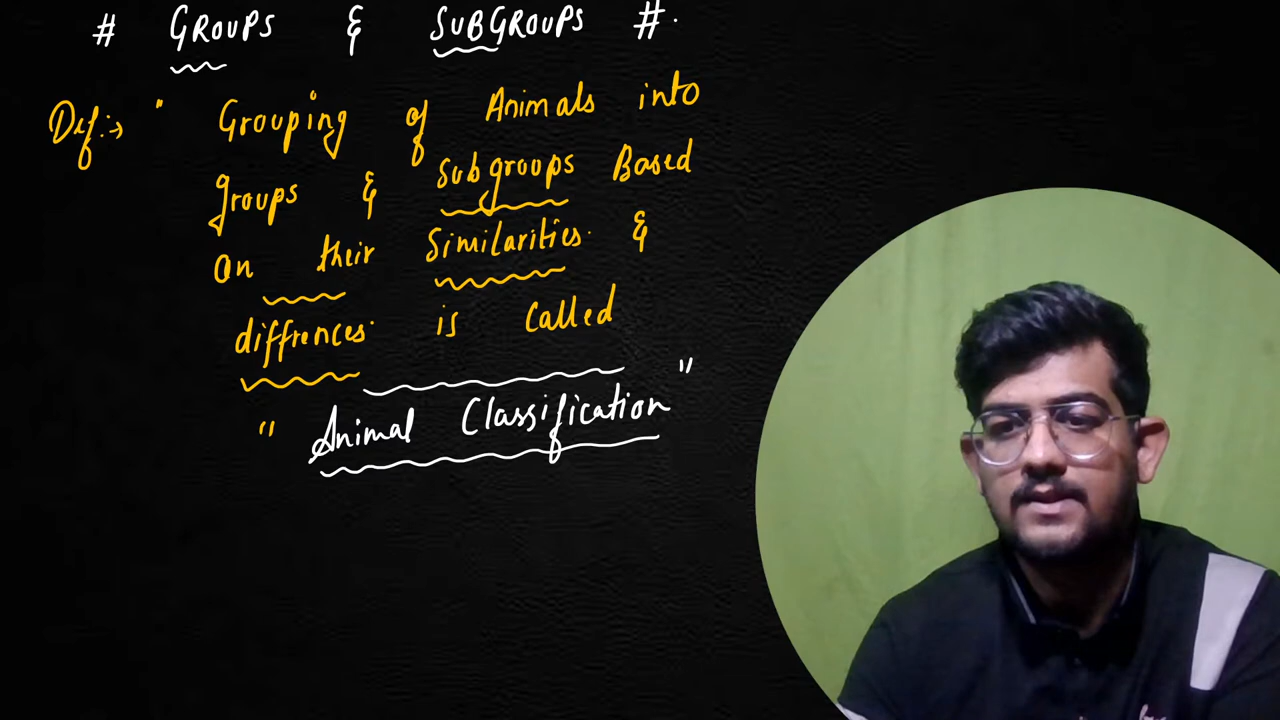 # GROUPS & SUBGROUPS #.
Def:→ " Grouping of Animals into
groups & Subgroups Based
on their Similarities &
diffrences is Called
" Animal Classification "